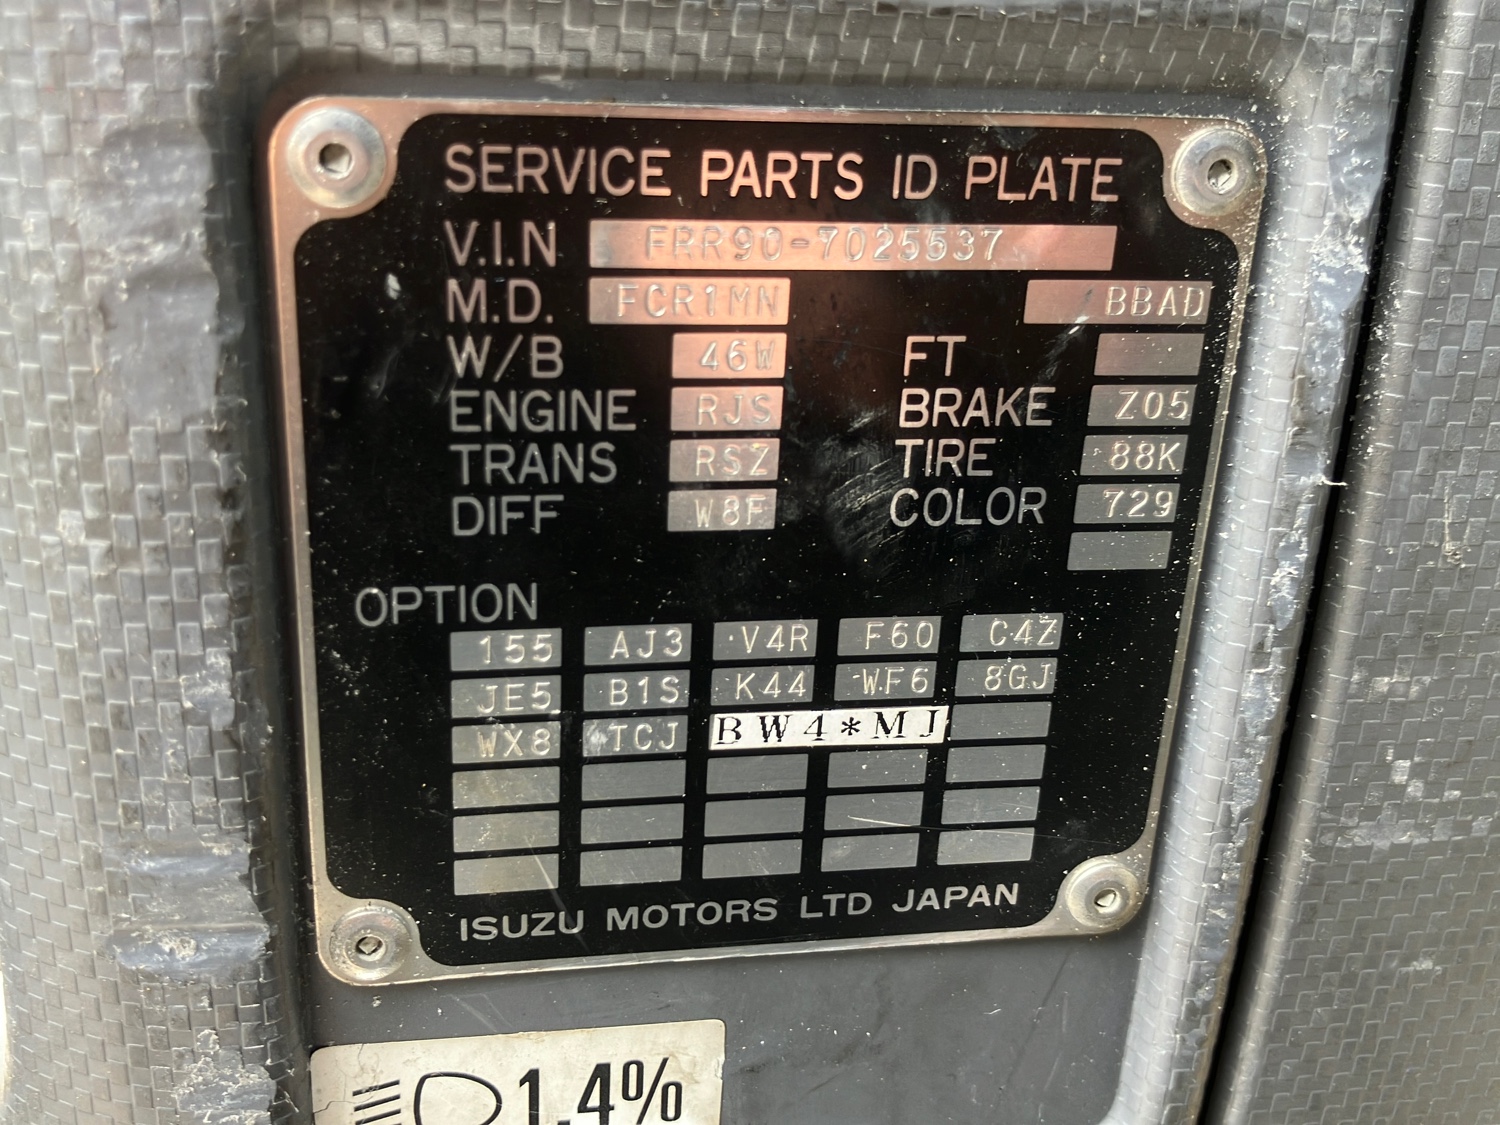 SERVICE PARTS ID PLATE
V.I.N FRR90-7025537
M.D. FCR1MN BBAD
W/B 46W FT
ENGINE RJS BRAKE Z05
TRANS RSZ TIRE 88K
DIFF W8F COLOR 729
OPTION
155 AJ3 V4R F60 C4Z
JE5 B1S K44 WF6 8GJ
WX8 TCJ BW4*MJ
ISUZU MOTORS LTD JAPAN
1.4%